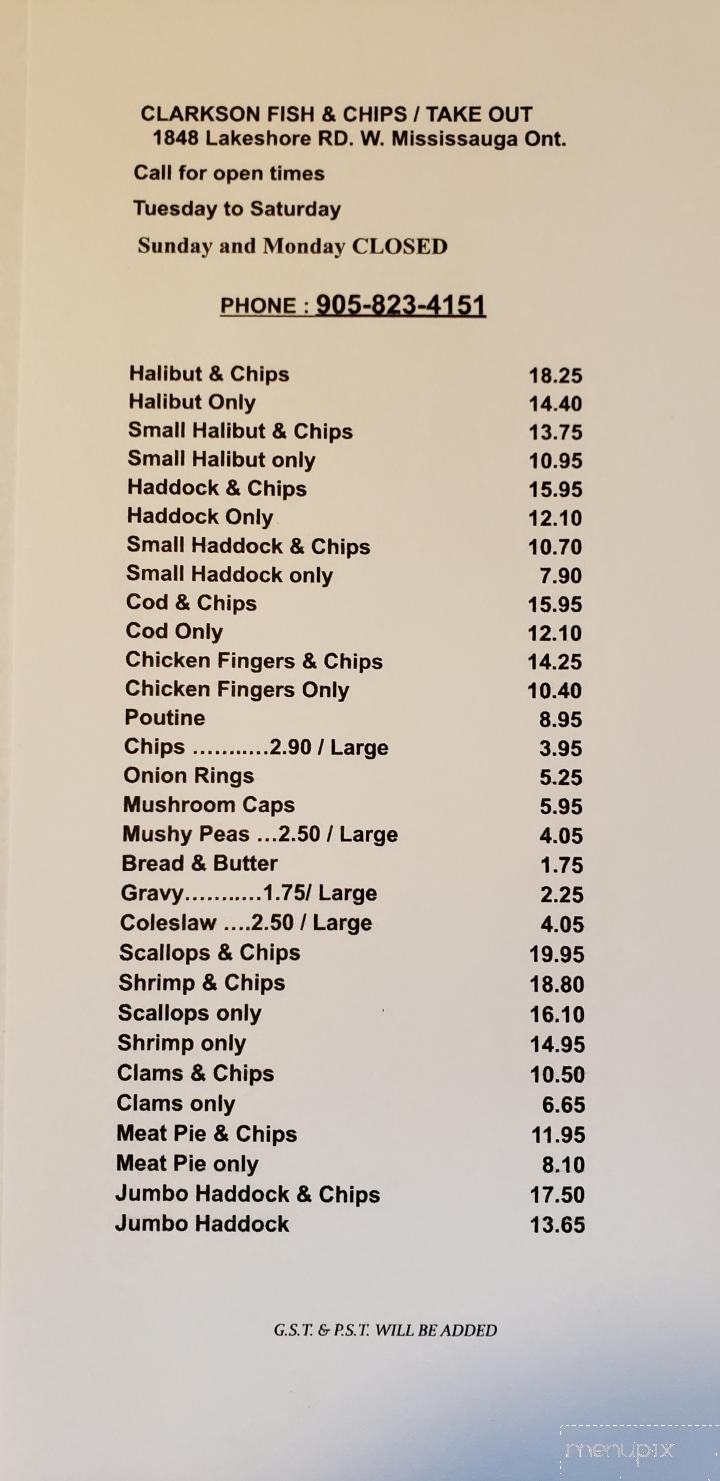 CLARKSON FISH & CHIPS / TAKE OUT
1848 Lakeshore RD. W. Mississauga Ont.
Call for open times
Tuesday to Saturday
Sunday and Monday CLOSED
PHONE : 905-823-4151
Halibut & Chips 18.25
Halibut Only 14.40
Small Halibut & Chips 13.75
Small Halibut only 10.95
Haddock & Chips 15.95
Haddock Only 12.10
Small Haddock & Chips 10.70
Small Haddock only 7.90
Cod & Chips 15.95
Cod Only 12.10
Chicken Fingers & Chips 14.25
Chicken Fingers Only 10.40
Poutine 8.95
Chips ...........2.90 / Large 3.95
Onion Rings 5.25
Mushroom Caps 5.95
Mushy Peas ...2.50 / Large 4.05
Bread & Butter 1.75
Gravy...........1.75/ Large 2.25
Coleslaw ....2.50 / Large 4.05
Scallops & Chips 19.95
Shrimp & Chips 18.80
Scallops only 16.10
Shrimp only 14.95
Clams & Chips 10.50
Clams only 6.65
Meat Pie & Chips 11.95
Meat Pie only 8.10
Jumbo Haddock & Chips 17.50
Jumbo Haddock 13.65
G.S.T. & P.S.T. WILL BE ADDED
menupix